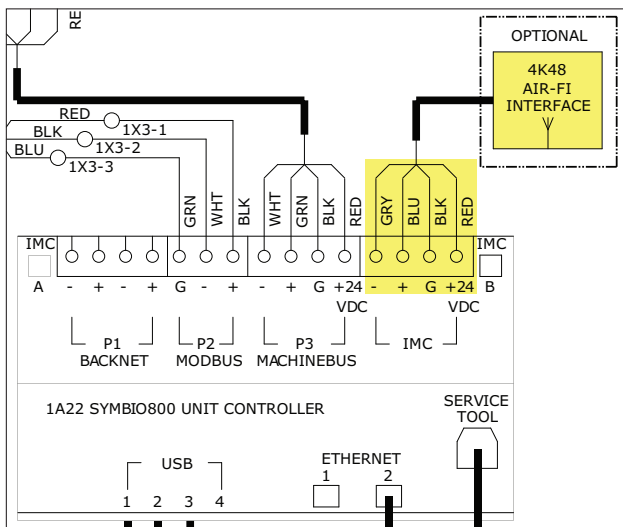 RE
OPTIONAL
4K48
AIR-FI
INTERFACE
RED
1X3-1
BLK
1X3-2
BLU
1X3-3
GRN
WHT
BLK
WHT
GRN
BLK
RED
GRY
BLU
BLK
RED
IMC
IMC
A
- + - + G - + - + G +24 - + G +24
B
VDC
VDC
P1
P2
P3
IMC
BACKNET
MODBUS
MACHINEBUS
1A22 SYMBIO800 UNIT CONTROLLER
SERVICE
TOOL
USB
ETHERNET
1 2 3 4
1 2